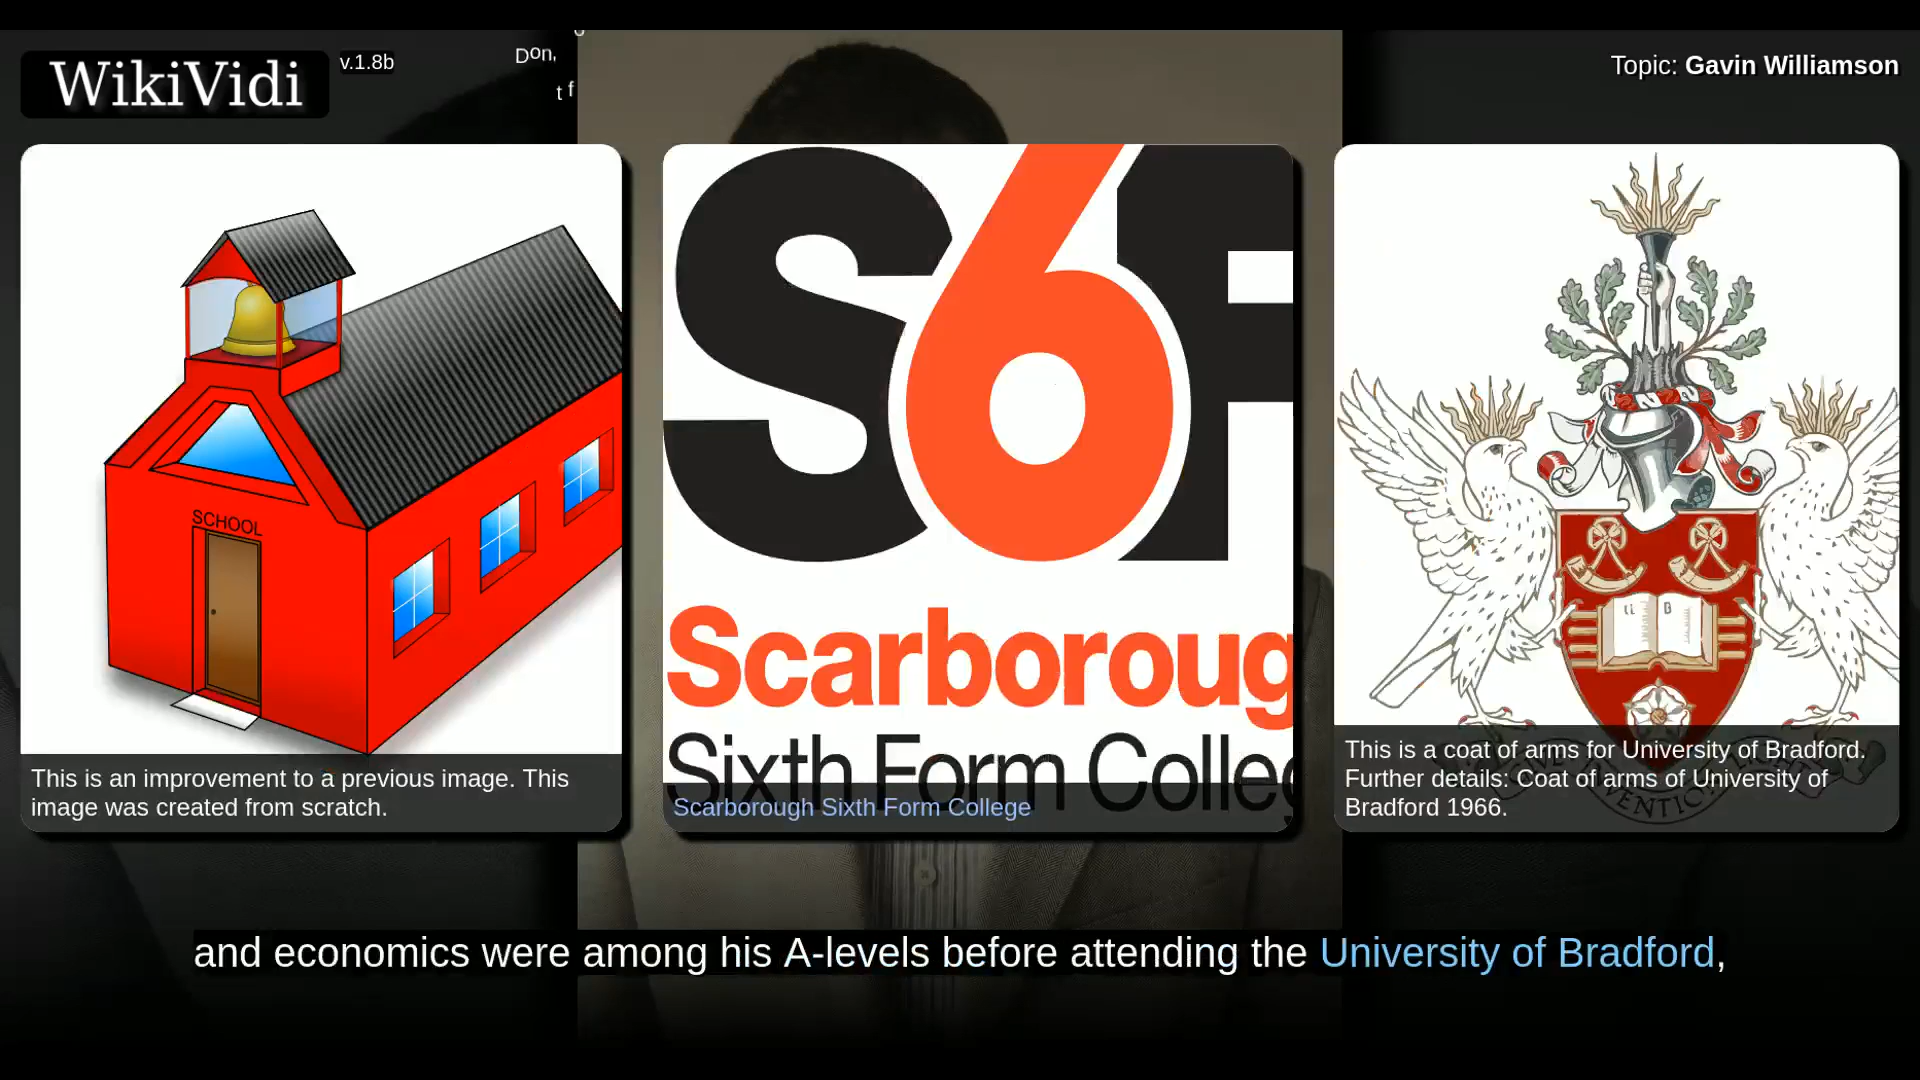 WikiVidi
v.1.8b
Don,
t f
Topic: Gavin Williamson
SCHOOL
This is an improvement to a previous image. This
image was created from scratch.
S6F
Scarboroug
Sixth Form Colleg
Scarborough Sixth Form College
This is a coat of arms for University of Bradford.
Further details: Coat of arms of University of
Bradford 1966.
and economics were among his A-levels before attending the University of Bradford,